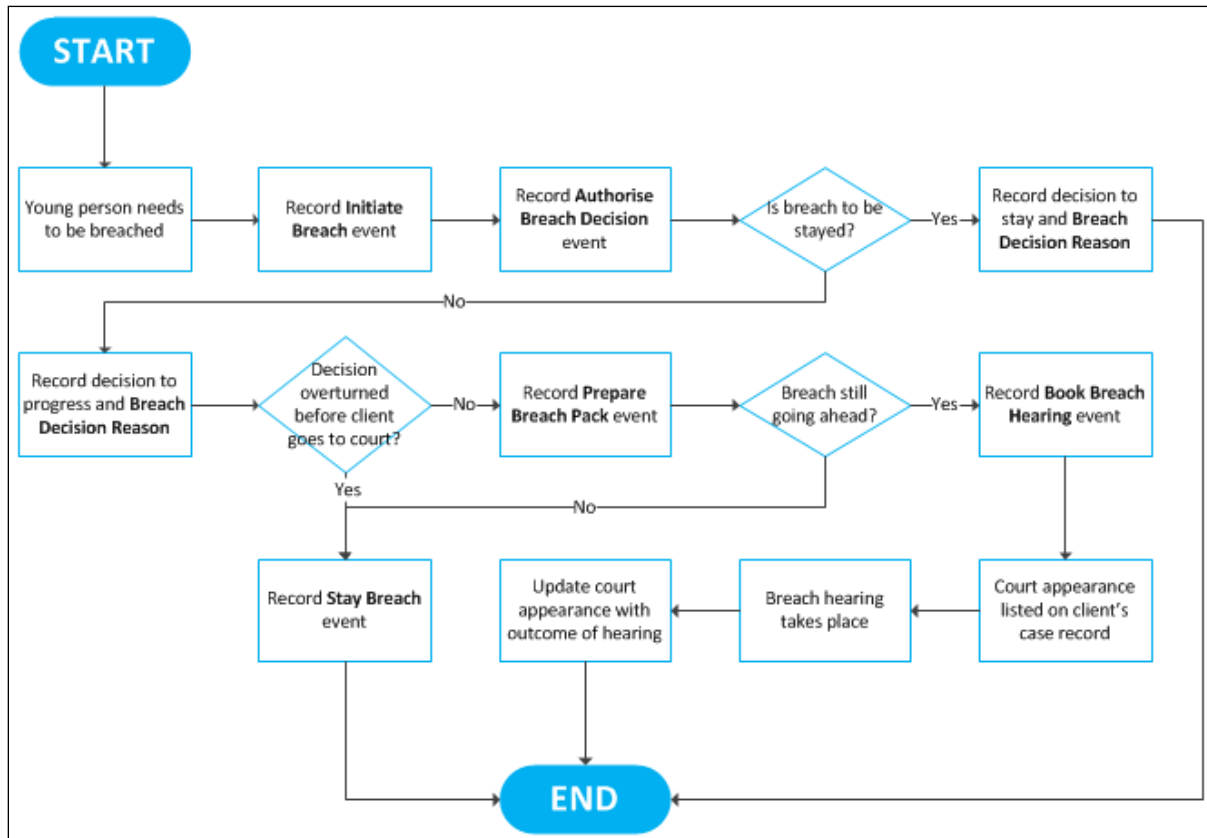 START
Young person needs
to be breached
Record Initiate
Breach event
Record Authorise
Breach Decision
event
Is breach to be
stayed?
Yes
Record decision to
stay and Breach
Decision Reason
No
Record decision to
progress and Breach
Decision Reason
Decision
overturned
before client
goes to court?
No
Record Prepare
Breach Pack event
Breach still
going ahead?
Yes
Record Book Breach
Hearing event
Yes
No
Record Stay Breach
event
Update court
appearance with
outcome of hearing
Breach hearing
takes place
Court appearance
listed on client's
case record
END